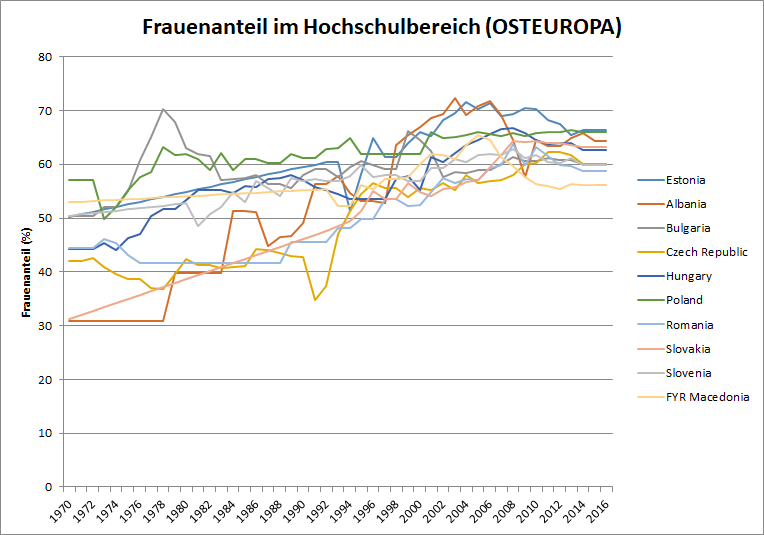 Frauenanteil im Hochschulbereich (OSTEUROPA)
80
70
60
50
40
30
20
10
0
Frauenanteil (%)
1970
1972
1974
1976
1978
1980
1982
1984
1986
1988
1990
1992
1994
1996
1998
2000
2002
2004
2006
2008
2010
2012
2014
2016
Estonia
Albania
Bulgaria
Czech Republic
Hungary
Poland
Romania
Slovakia
Slovenia
FYR Macedonia